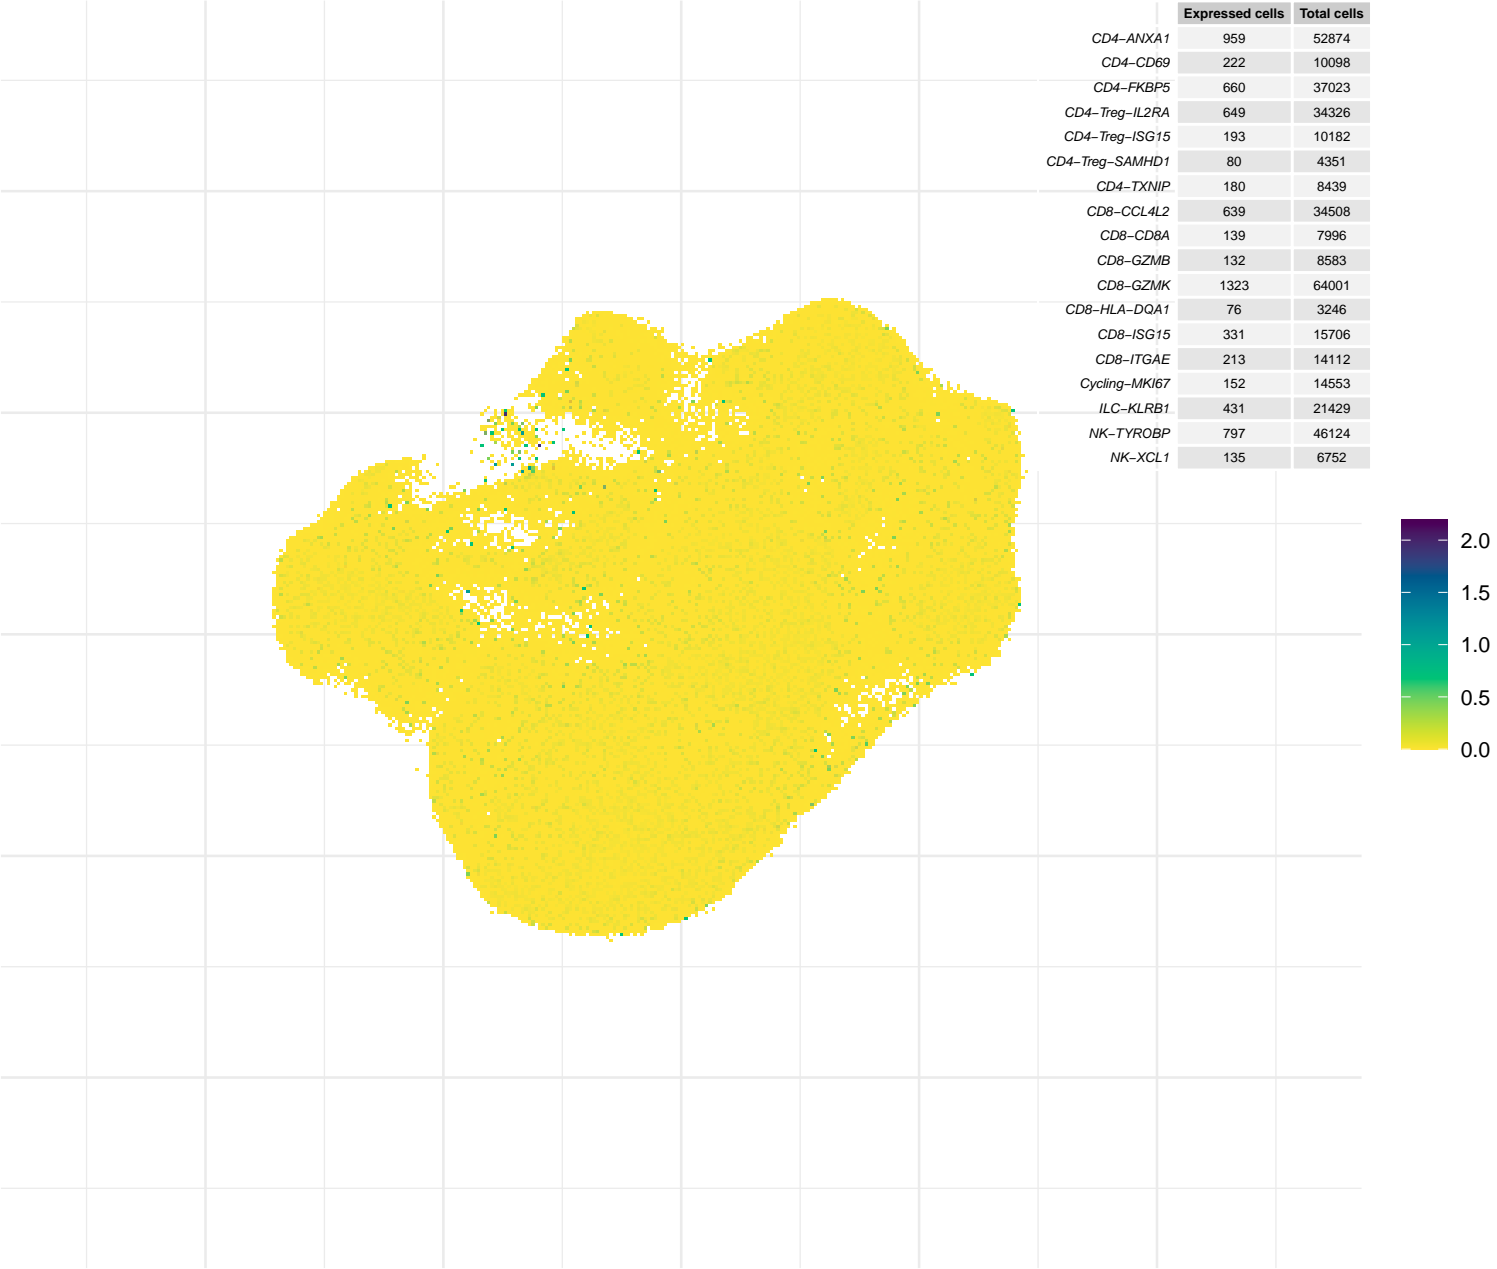 Expressed cells Total cells
CD4−ANXA1 959 52874
CD4−CD69 222 10098
CD4−FKBP5 660 37023
CD4−Treg−IL2RA 649 34326
CD4−Treg−ISG15 193 10182
CD4−Treg−SAMHD1 80 4351
CD4−TXNIP 180 8439
CD8−CCL4L2 639 34508
CD8−CD8A 139 7996
CD8−GZMB 132 8583
CD8−GZMK 1323 64001
CD8−HLA−DQA1 76 3246
CD8−ISG15 331 15706
CD8−ITGAE 213 14112
Cycling−MKI67 152 14553
ILC−KLRB1 431 21429
NK−TYROBP 797 46124
NK−XCL1 135 6752
2.0
1.5
1.0
0.5
0.0